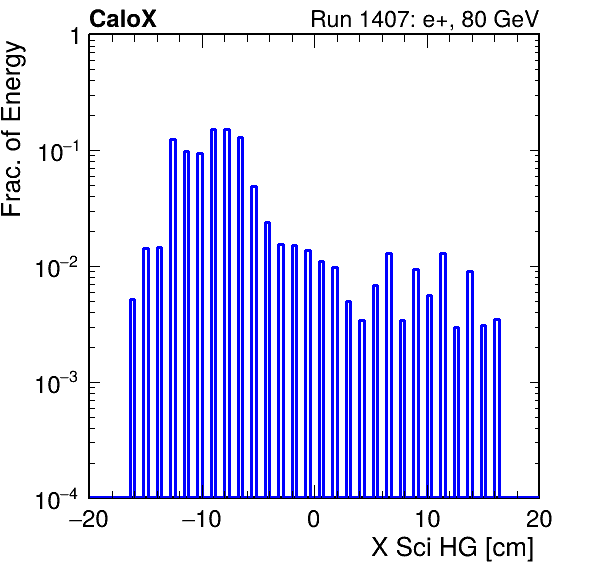 CaloX Run 1407: e+, 80 GeV
Frac. of Energy
1
10⁻¹
10⁻²
10⁻³
10⁻⁴
−20 −10 0 10 20
X Sci HG [cm]